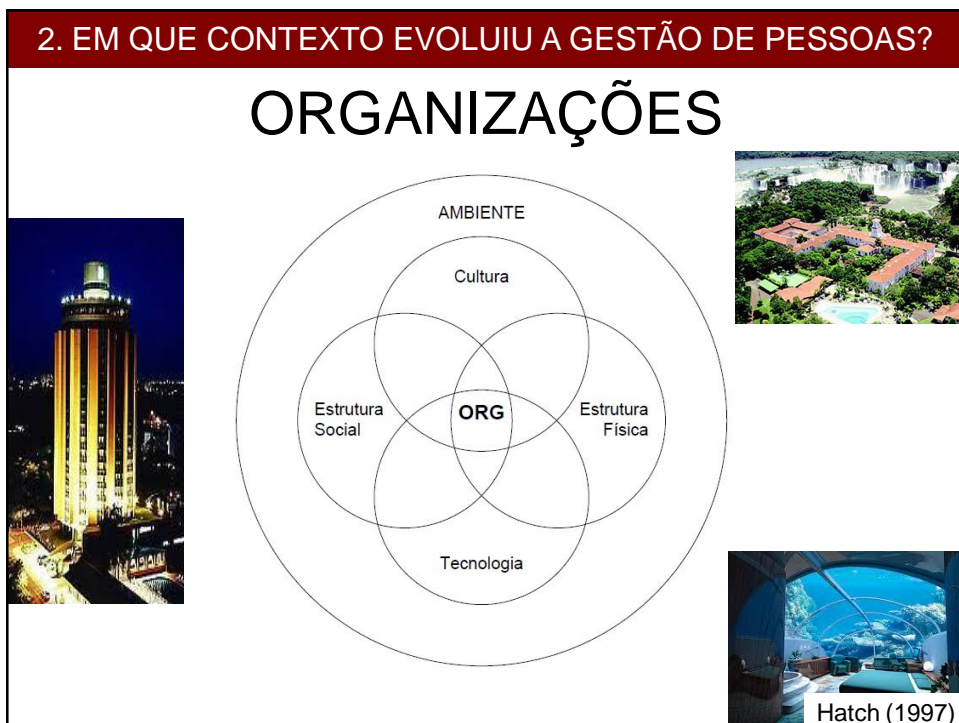 2. EM QUE CONTEXTO EVOLUIU A GESTÃO DE PESSOAS?
ORGANIZAÇÕES
AMBIENTE
Cultura
Estrutura
Social
ORG
Estrutura
Física
Tecnologia
Hatch (1997)